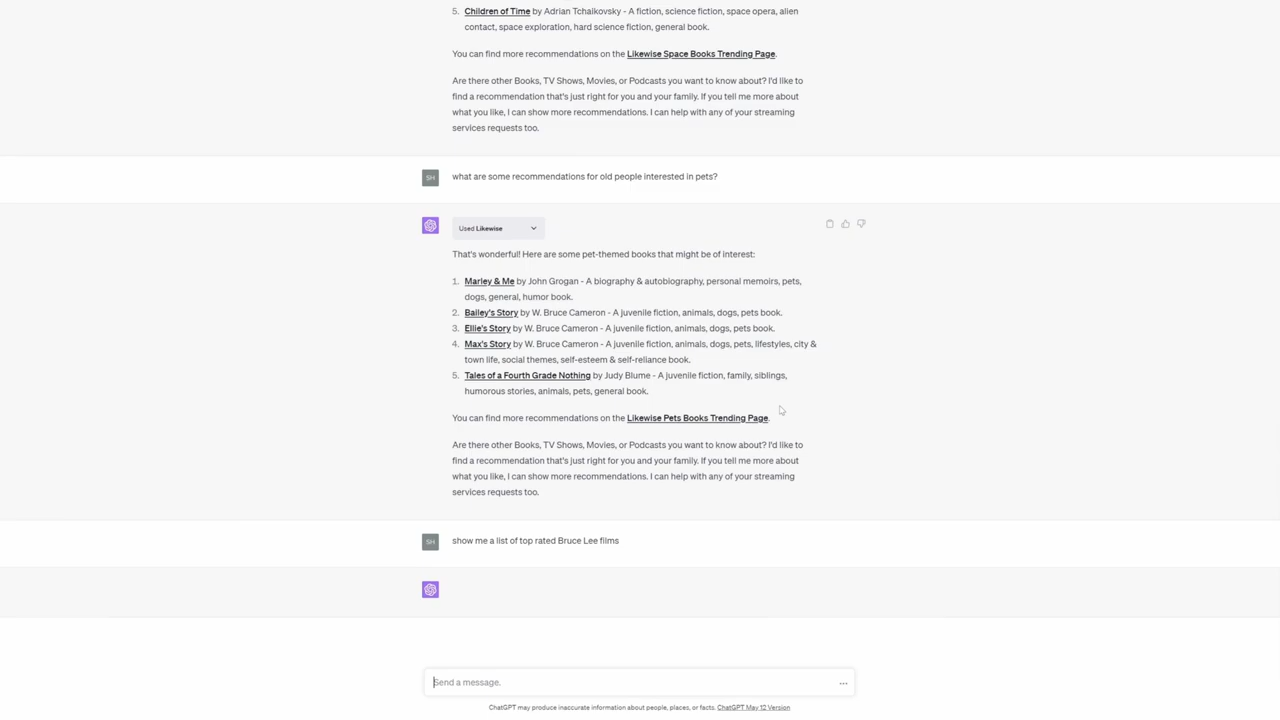 5. Children of Time by Adrian Tchaikovsky - A fiction, science fiction, space opera, alien
contact, space exploration, hard science fiction, general book.
You can find more recommendations on the Likewise Space Books Trending Page.
Are there other Books, TV Shows, Movies, or Podcasts you want to know about? I'd like to
find a recommendation that's just right for you and your family. If you tell me more about
what you like, I can show more recommendations. I can help with any of your streaming
services requests too.
SH what are some recommendations for old people interested in pets?
Used Likewise
That's wonderful! Here are some pet-themed books that might be of interest:
1. Marley & Me by John Grogan - A biography & autobiography, personal memoirs, pets,
dogs, general, humor book.
2. Bailey's Story by W. Bruce Cameron - A juvenile fiction, animals, dogs, pets book.
3. Ellie's Story by W. Bruce Cameron - A juvenile fiction, animals, dogs, pets book.
4. Max's Story by W. Bruce Cameron - A juvenile fiction, animals, dogs, pets, lifestyles, city &
town life, social themes, self-esteem & self-reliance book.
5. Tales of a Fourth Grade Nothing by Judy Blume - A juvenile fiction, family, siblings,
humorous stories, animals, pets, general book.
You can find more recommendations on the Likewise Pets Books Trending Page.
Are there other Books, TV Shows, Movies, or Podcasts you want to know about? I'd like to
find a recommendation that's just right for you and your family. If you tell me more about
what you like, I can show more recommendations. I can help with any of your streaming
services requests too.
SH show me a list of top rated Bruce Lee films
Send a message.
ChatGPT may produce inaccurate information about people, places, or facts. ChatGPT May 12 Version